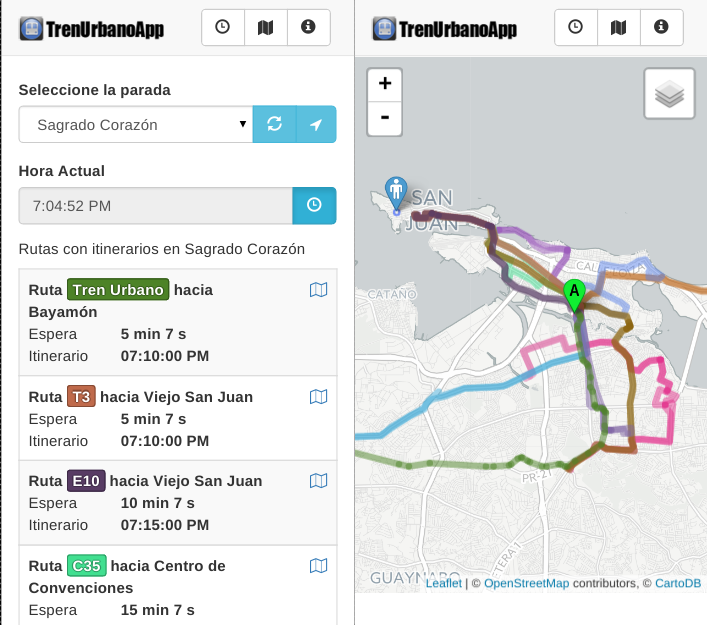 TrenUrbanoApp
Seleccione la parada
Sagrado Corazón
Hora Actual
7:04:52 PM
Rutas con itinerarios en Sagrado Corazón
Ruta Tren Urbano hacia
Bayamón
Espera 5 min 7 s
Itinerario 07:10:00 PM
Ruta T3 hacia Viejo San Juan
Espera 5 min 7 s
Itinerario 07:10:00 PM
Ruta E10 hacia Viejo San Juan
Espera 10 min 7 s
Itinerario 07:15:00 PM
Ruta C35 hacia Centro de
Convenciones
Espera 15 min 7 s
TrenUrbanoApp
+
-
SAN
JUAN
CATAÑO
A
PR-21
GUAYNABO
Leaflet | © OpenStreetMap contributors, © CartoDB